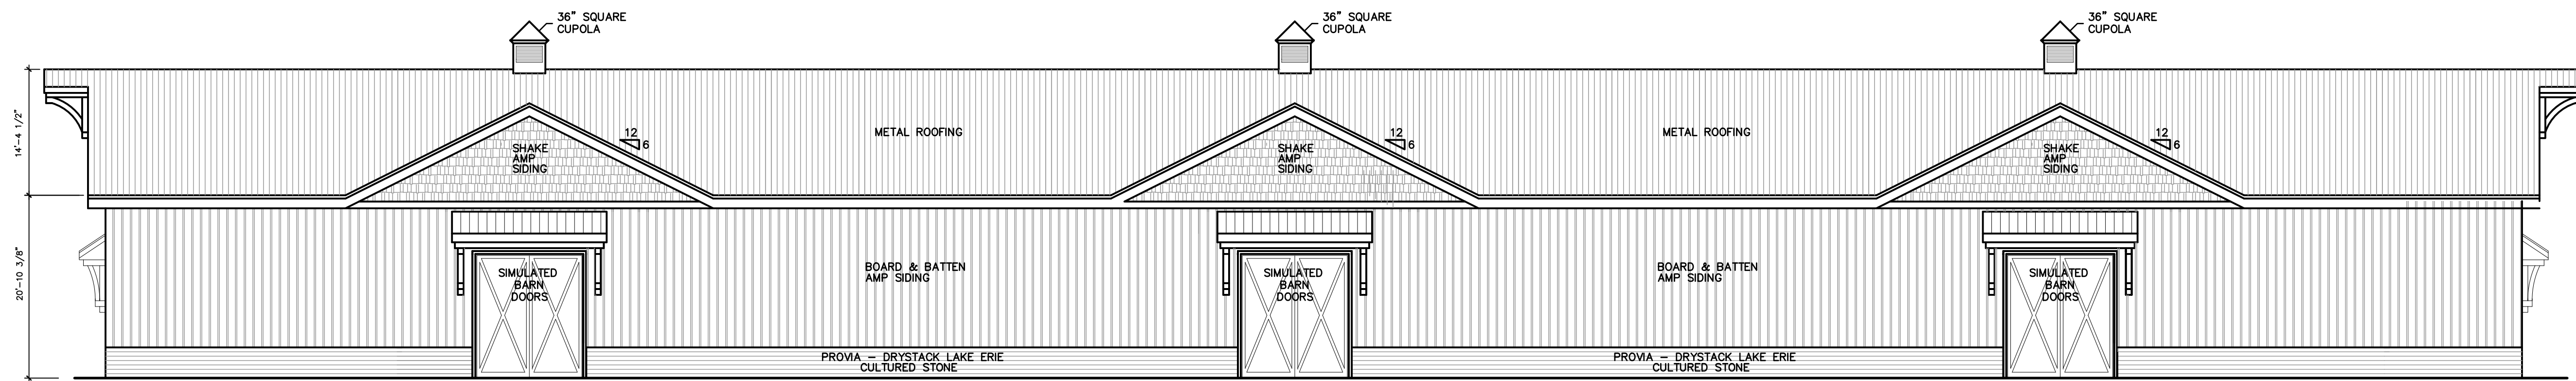 36" SQUARE
CUPOLA
36" SQUARE
CUPOLA
36" SQUARE
CUPOLA
14'-4 1/2"
METAL ROOFING
METAL ROOFING
12
6
12
6
12
6
SHAKE
AMP
SIDING
SHAKE
AMP
SIDING
SHAKE
AMP
SIDING
20'-10 3/8"
SIMULATED
BARN
DOORS
BOARD & BATTEN
AMP SIDING
SIMULATED
BARN
DOORS
BOARD & BATTEN
AMP SIDING
SIMULATED
BARN
DOORS
PROVIA - DRYSTACK LAKE ERIE
CULTURED STONE
PROVIA - DRYSTACK LAKE ERIE
CULTURED STONE